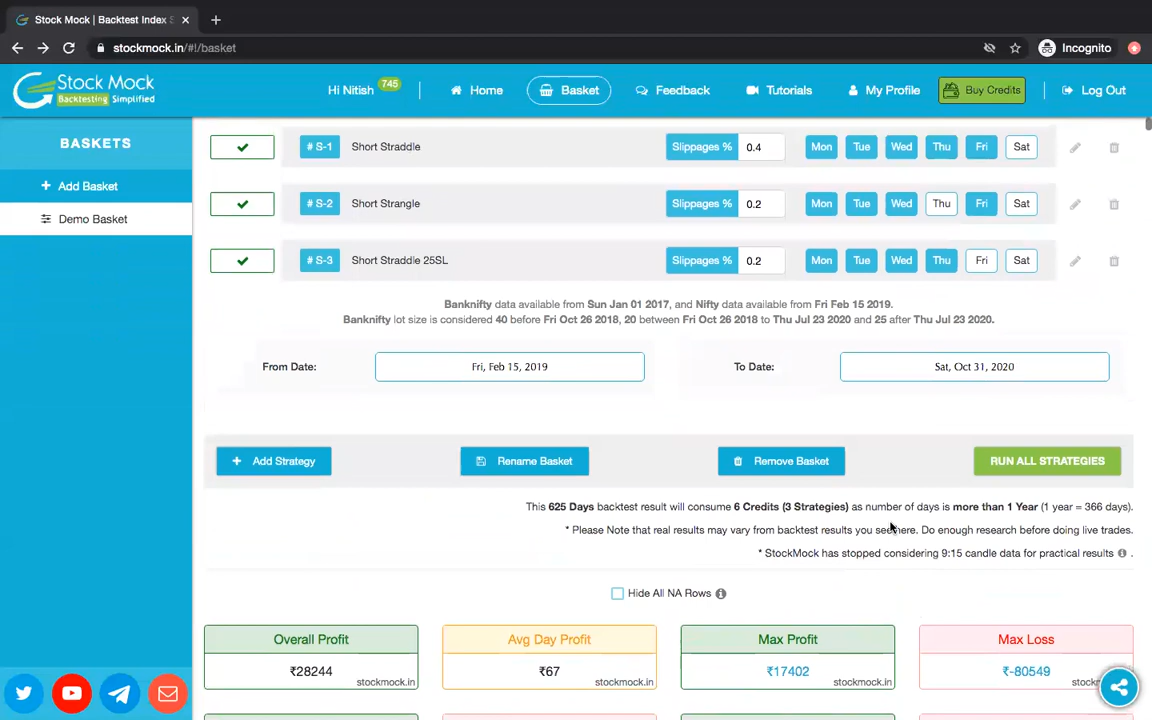 Stock Mock | Backtest Index S
stockmock.in/#!/basket
Incognito
Stock Mock
Backtesting Simplified
Hi Nitish 745
Home
Basket
Feedback
Tutorials
My Profile
Buy Credits
Log Out
BASKETS
Add Basket
Demo Basket
# S-1 Short Straddle Slippages % 0.4 Mon Tue Wed Thu Fri Sat
# S-2 Short Strangle Slippages % 0.2 Mon Tue Wed Thu Fri Sat
# S-3 Short Straddle 25SL Slippages % 0.2 Mon Tue Wed Thu Fri Sat
Banknifty data available from Sun Jan 01 2017, and Nifty data available from Fri Feb 15 2019.
Banknifty lot size is considered 40 before Fri Oct 26 2018, 20 between Fri Oct 26 2018 to Thu Jul 23 2020 and 25 after Thu Jul 23 2020.
From Date: Fri, Feb 15, 2019 To Date: Sat, Oct 31, 2020
Add Strategy Rename Basket Remove Basket RUN ALL STRATEGIES
This 625 Days backtest result will consume 6 Credits (3 Strategies) as number of days is more than 1 Year (1 year = 366 days).
* Please Note that real results may vary from backtest results you see here. Do enough research before doing live trades.
* StockMock has stopped considering 9:15 candle data for practical results .
Hide All NA Rows
Overall Profit Avg Day Profit Max Profit Max Loss
₹28244 ₹67 ₹17402 ₹-80549
stockmock.in stockmock.in stockmock.in stockm